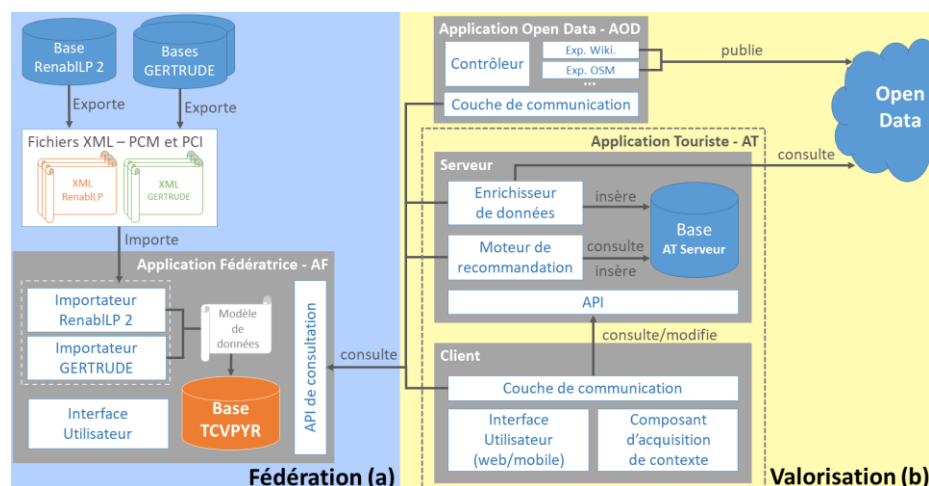 Base
RenablLP 2
Bases
GERTRUDE
Exporte
Exporte
Fichiers XML – PCM et PCI
XML
RenablLP
XML
GERTRUDE
Importe
Application Fédératrice - AF
Importateur
RenablLP 2
Importateur
GERTRUDE
Modèle
de
données
Base
TCVPYR
Interface
Utilisateur
API de consultation
Fédération (a)
consulte
Application Open Data - AOD
Contrôleur
Exp. Wiki.
Exp. OSM
...
Couche de communication
publie
Open
Data
Application Touriste - AT
consulte
Serveur
Enrichisseur
de données
insère
Moteur de
recommandation
consulte
insère
Base
AT Serveur
API
consulte/modifie
Client
Couche de communication
Interface
Utilisateur
(web/mobile)
Composant
d'acquisition
de contexte
Valorisation (b)